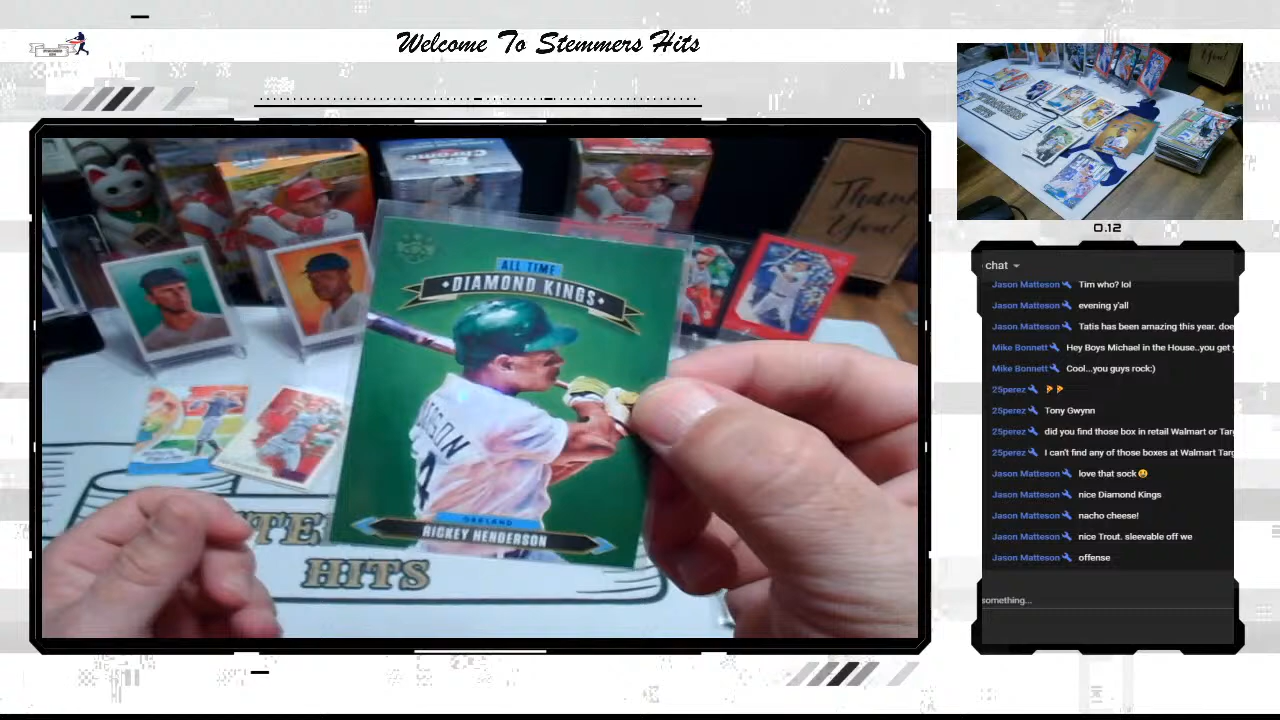 Welcome To Stemmers Hits
Chrome
Thank
You!
ALL TIME
DIAMOND KINGS
OAKLAND
RICKEY HENDERSON
HITS
0.12
chat
Jason Matteson Tim who? lol
Jason Matteson evening y'all
Jason Matteson Tatis has been amazing this year. doe
Mike Bonnett Hey Boys Michael in the House..you get
Mike Bonnett Cool...you guys rock:)
25perez
25perez Tony Gwynn
25perez did you find those box in retail Walmart or Tar
25perez I can't find any of those boxes at Walmart Targ
Jason Matteson love that sock
Jason Matteson nice Diamond Kings
Jason Matteson nacho cheese!
Jason Matteson nice Trout. sleevable off we
Jason Matteson offense
something...